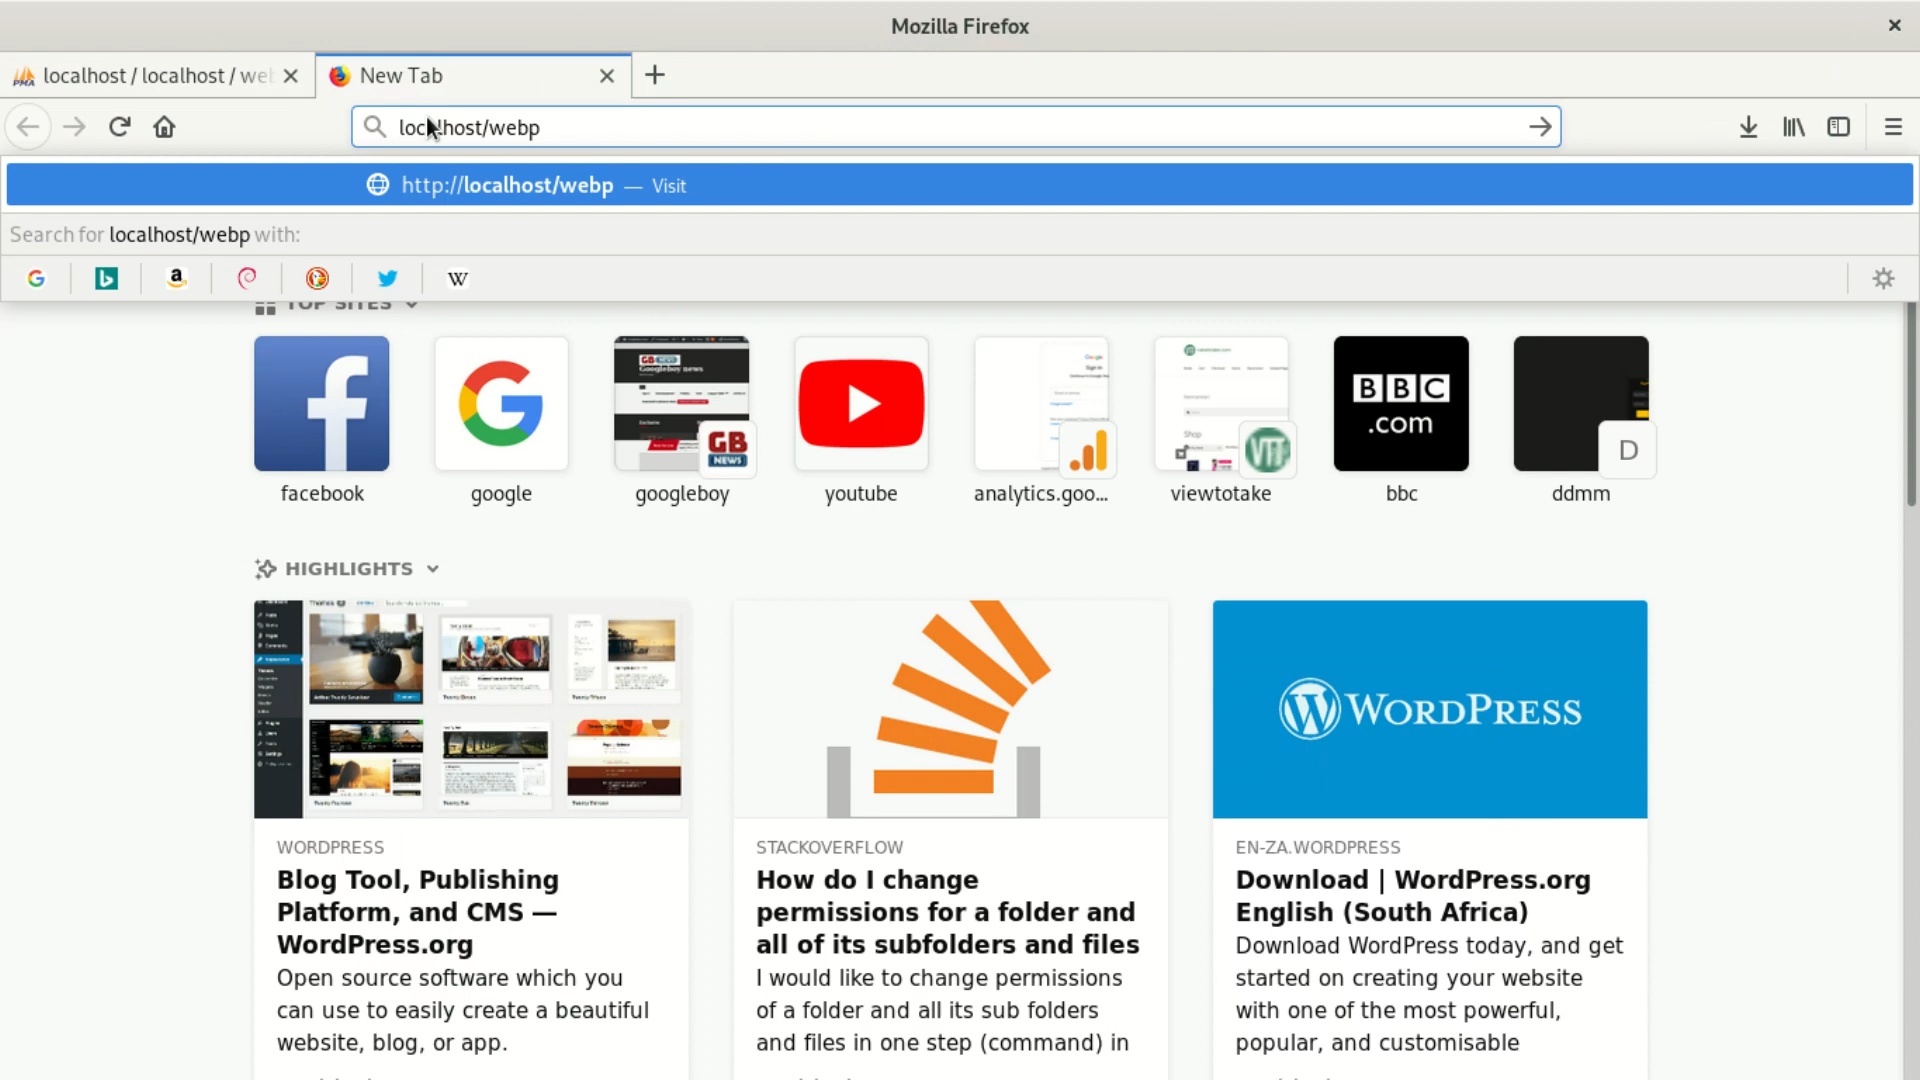 Mozilla Firefox
localhost / localhost / we
New Tab
localhost/webp
http://localhost/webp — Visit
Search for localhost/webp with:
TOP SITES
BBC
.com
GB
NEWS
VTT
D
facebook
google
googleboy
youtube
analytics.goo...
viewtotake
bbc
ddmm
HIGHLIGHTS
WORDPRESS
WORDPRESS
Blog Tool, Publishing
Platform, and CMS —
WordPress.org
Open source software which you
can use to easily create a beautiful
website, blog, or app.
STACKOVERFLOW
How do I change
permissions for a folder and
all of its subfolders and files
I would like to change permissions
of a folder and all its sub folders
and files in one step (command) in
EN-ZA.WORDPRESS
Download | WordPress.org
English (South Africa)
Download WordPress today, and get
started on creating your website
with one of the most powerful,
popular, and customisable